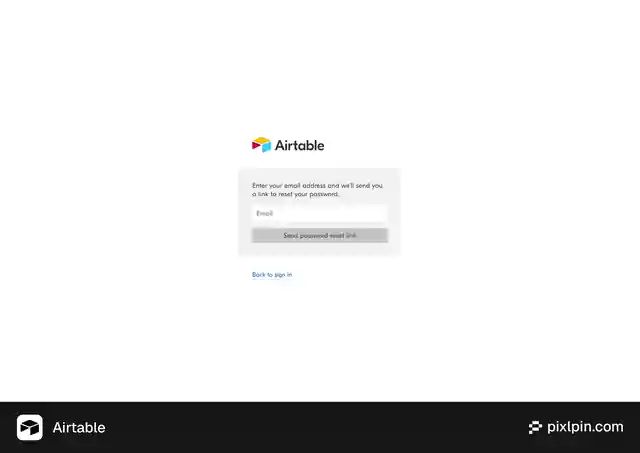 Airtable
Enter your email address and we'll send you
a link to reset your password.
Email
Send password reset link
Back to sign in
Airtable
pixlpin.com